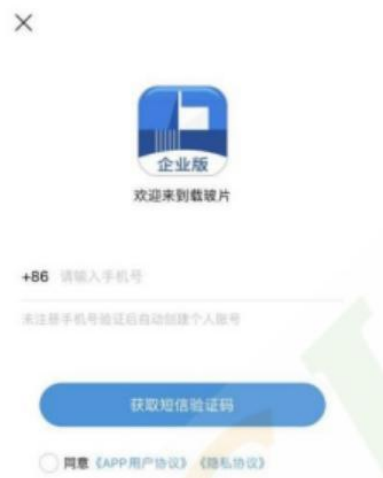 企业版
欢迎来到载玻片
+86 请输入手机号
未注册手机号验证后自动创建个人账号
获取短信验证码
同意《APP用户协议》《隐私协议》